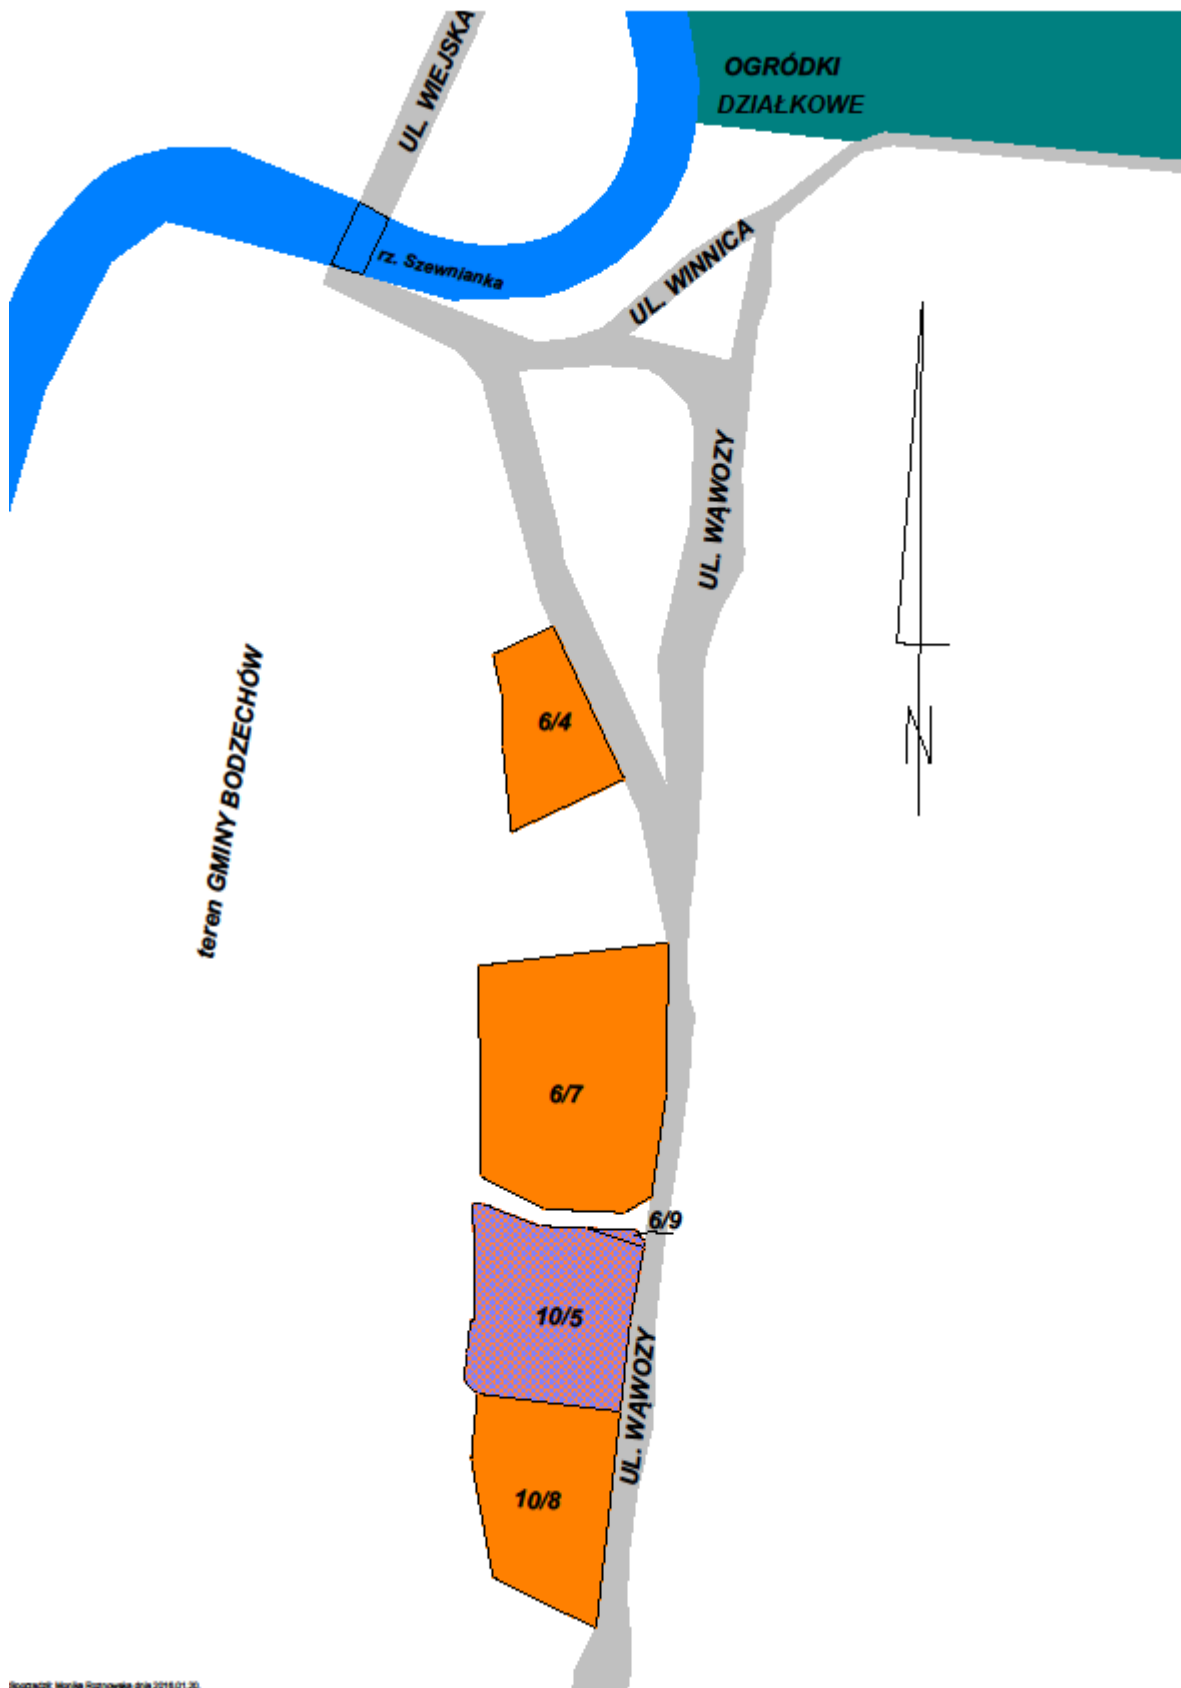 UL. WIEJSKA
OGRÓDKI
DZIAŁKOWE
rz. Szewnianka
UL. WINNICA
UL. WĄWOZY
teren GMINY BODZECHÓW
6/4
N
6/7
6/9
10/5
UL. WĄWOZY
10/8